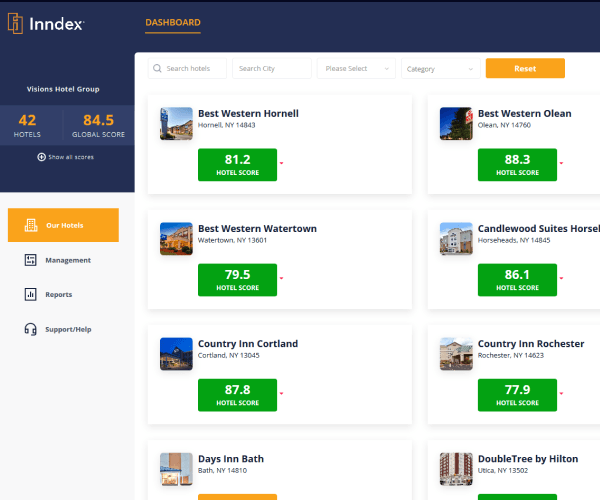 Inndex
DASHBOARD
Search hotels
Search City
Please Select
Category
Reset
Visions Hotel Group
42
HOTELS
84.5
GLOBAL SCORE
Show all scores
Our Hotels
Management
Reports
Support/Help
Best Western Hornell
Hornell, NY 14843
81.2
HOTEL SCORE
Best Western Olean
Olean, NY 14760
88.3
HOTEL SCORE
Best Western Watertown
Watertown, NY 13601
79.5
HOTEL SCORE
Candlewood Suites Horsel
Horseheads, NY 14845
86.1
HOTEL SCORE
Country Inn Cortland
Cortland, NY 13045
87.8
HOTEL SCORE
Country Inn Rochester
Rochester, NY 14623
77.9
HOTEL SCORE
Days Inn Bath
Bath, NY 14810
DoubleTree by Hilton
Utica, NY 13502